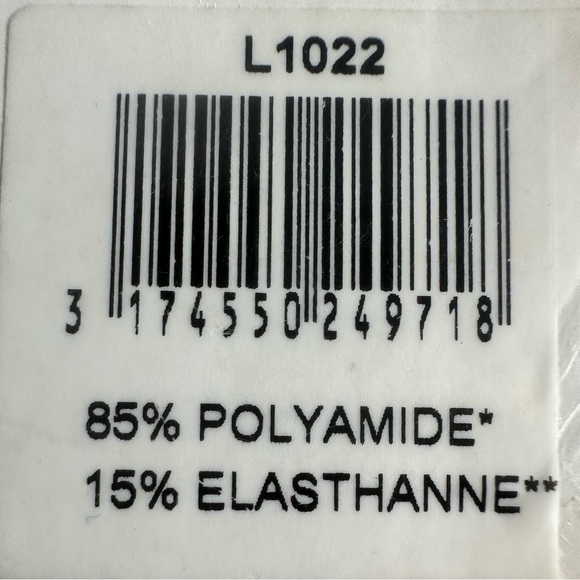 L1022
3 174550 249718
85% POLYAMIDE*
15% ELASTHANNE**